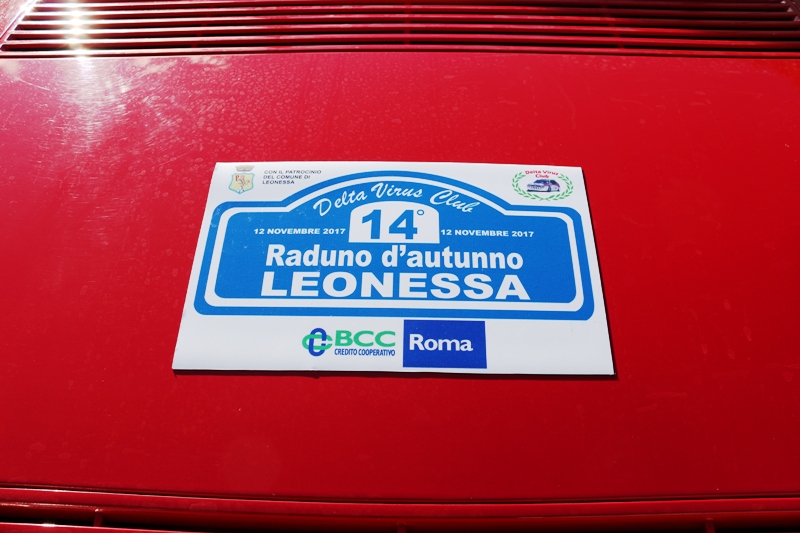 CON IL PATROCINIO
DEL COMUNE DI
LEONESSA
Delta Virus Club
Delta Virus Club
14°
12 NOVEMBRE 2017
12 NOVEMBRE 2017
Raduno d'autunno
LEONESSA
BCC
CREDITO COOPERATIVO
Roma